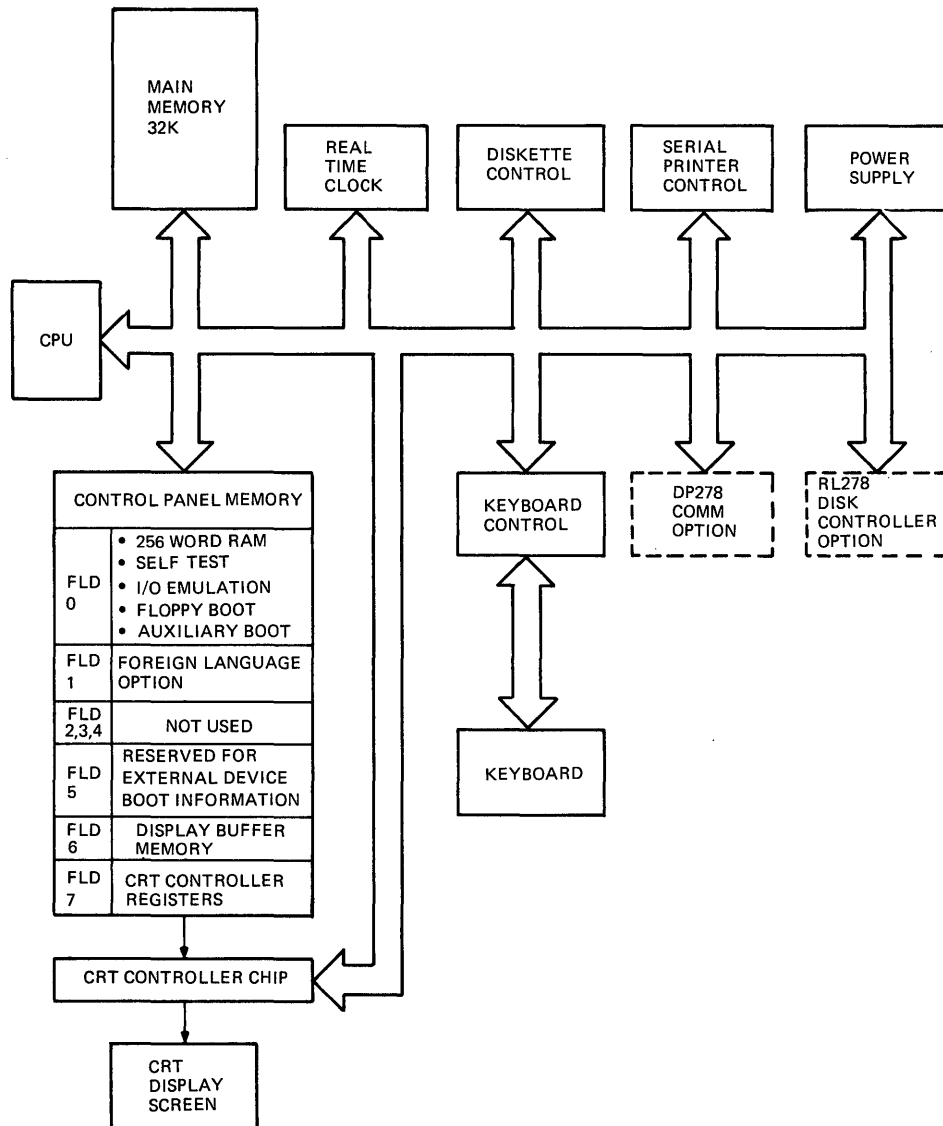 MAIN
MEMORY
32K
REAL
TIME
CLOCK
DISKETTE
CONTROL
SERIAL
PRINTER
CONTROL
POWER
SUPPLY
CPU
CONTROL PANEL MEMORY
FLD
0
• 256 WORD RAM
• SELF TEST
• I/O EMULATION
• FLOPPY BOOT
• AUXILIARY BOOT
FLD
1
FOREIGN LANGUAGE
OPTION
FLD
2,3,4
NOT USED
FLD
5
RESERVED FOR
EXTERNAL DEVICE
BOOT INFORMATION
FLD
6
DISPLAY BUFFER
MEMORY
FLD
7
CRT CONTROLLER
REGISTERS
KEYBOARD
CONTROL
DP278
COMM
OPTION
RL278
DISK
CONTROLLER
OPTION
KEYBOARD
CRT CONTROLLER CHIP
CRT
DISPLAY
SCREEN